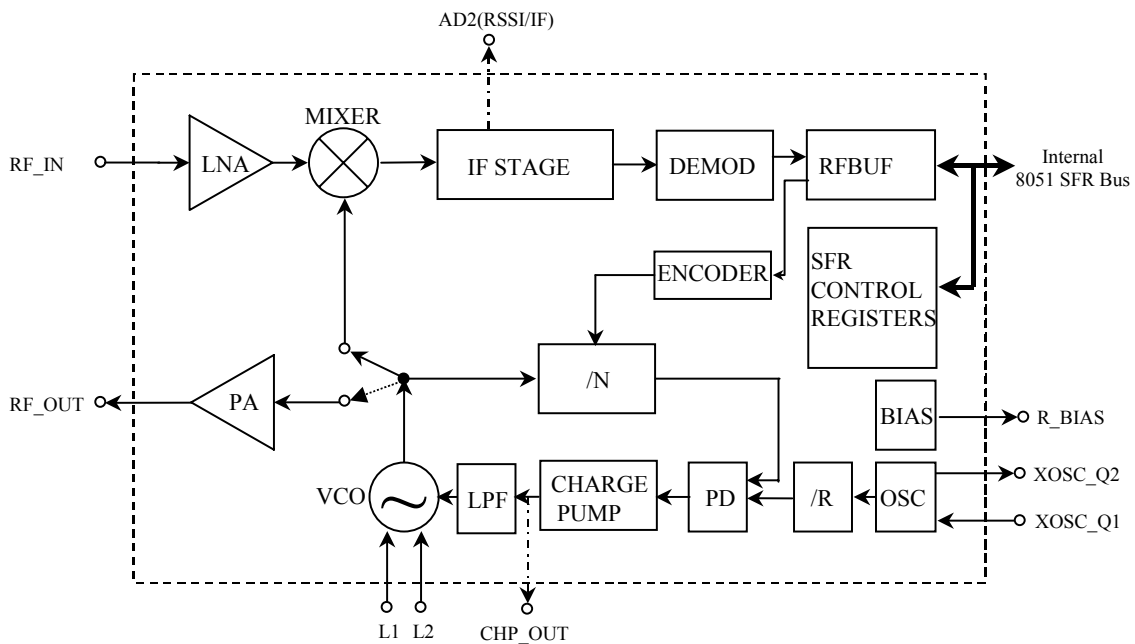 AD2(RSSI/IF)
MIXER
RF_IN
LNA
IF STAGE
DEMOD
RFBUF
Internal
8051 SFR Bus
ENCODER
SFR
CONTROL
REGISTERS
/N
RF_OUT
PA
BIAS
R_BIAS
VCO
~
LPF
CHARGE
PUMP
PD
/R
OSC
XOSC_Q2
XOSC_Q1
L1
L2
CHP_OUT